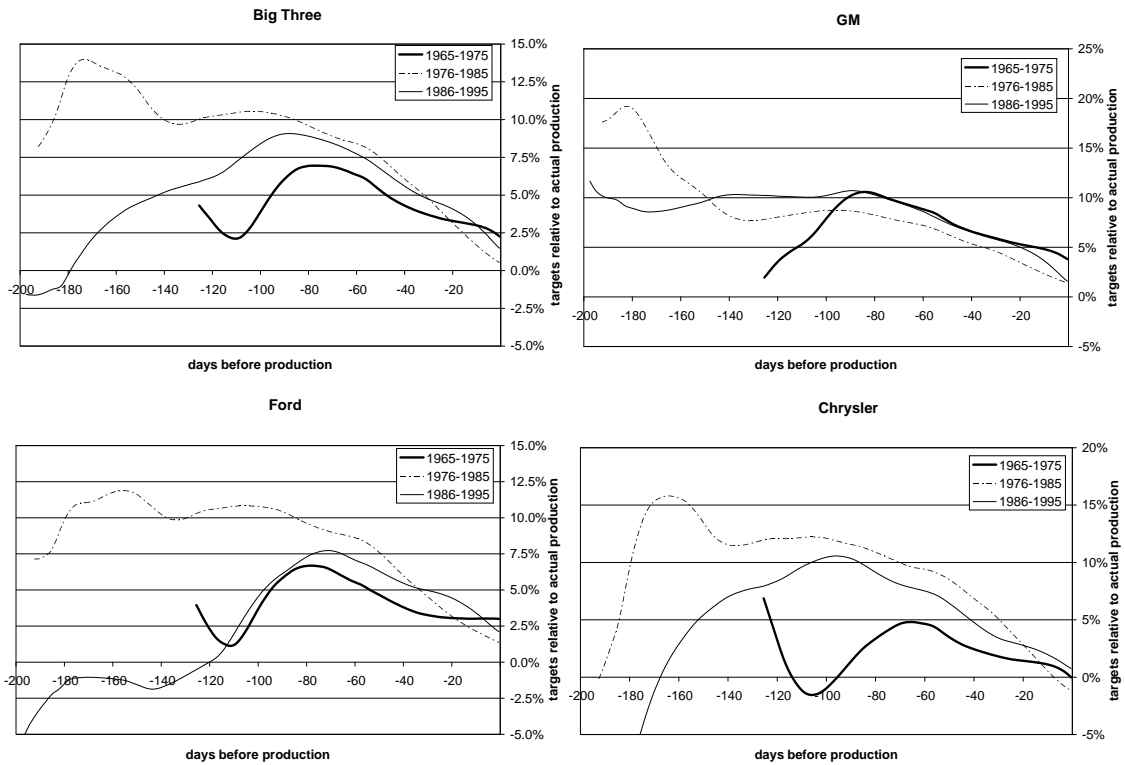 Big Three
15.0%
12.5%
10.0%
7.5%
5.0%
2.5%
0.0%
-2.5%
-5.0%
-200 -180 -160 -140 -120 -100 -80 -60 -40 -20
days before production
targets relative to actual production
1965-1975
1976-1985
1986-1995
GM
25%
20%
15%
10%
5%
0%
-5%
-200 -180 -160 -140 -120 -100 -80 -60 -40 -20
days before production
targets relative to actual production
1965-1975
1976-1985
1986-1995
Ford
15.0%
12.5%
10.0%
7.5%
5.0%
2.5%
0.0%
-2.5%
-5.0%
-200 -180 -160 -140 -120 -100 -80 -60 -40 -20
days before production
targets relative to actual production
1965-1975
1976-1985
1986-1995
Chrysler
20%
15%
10%
5%
0%
-5%
-200 -180 -160 -140 -120 -100 -80 -60 -40 -20
days before production
targets relative to actual production
1965-1975
1976-1985
1986-1995